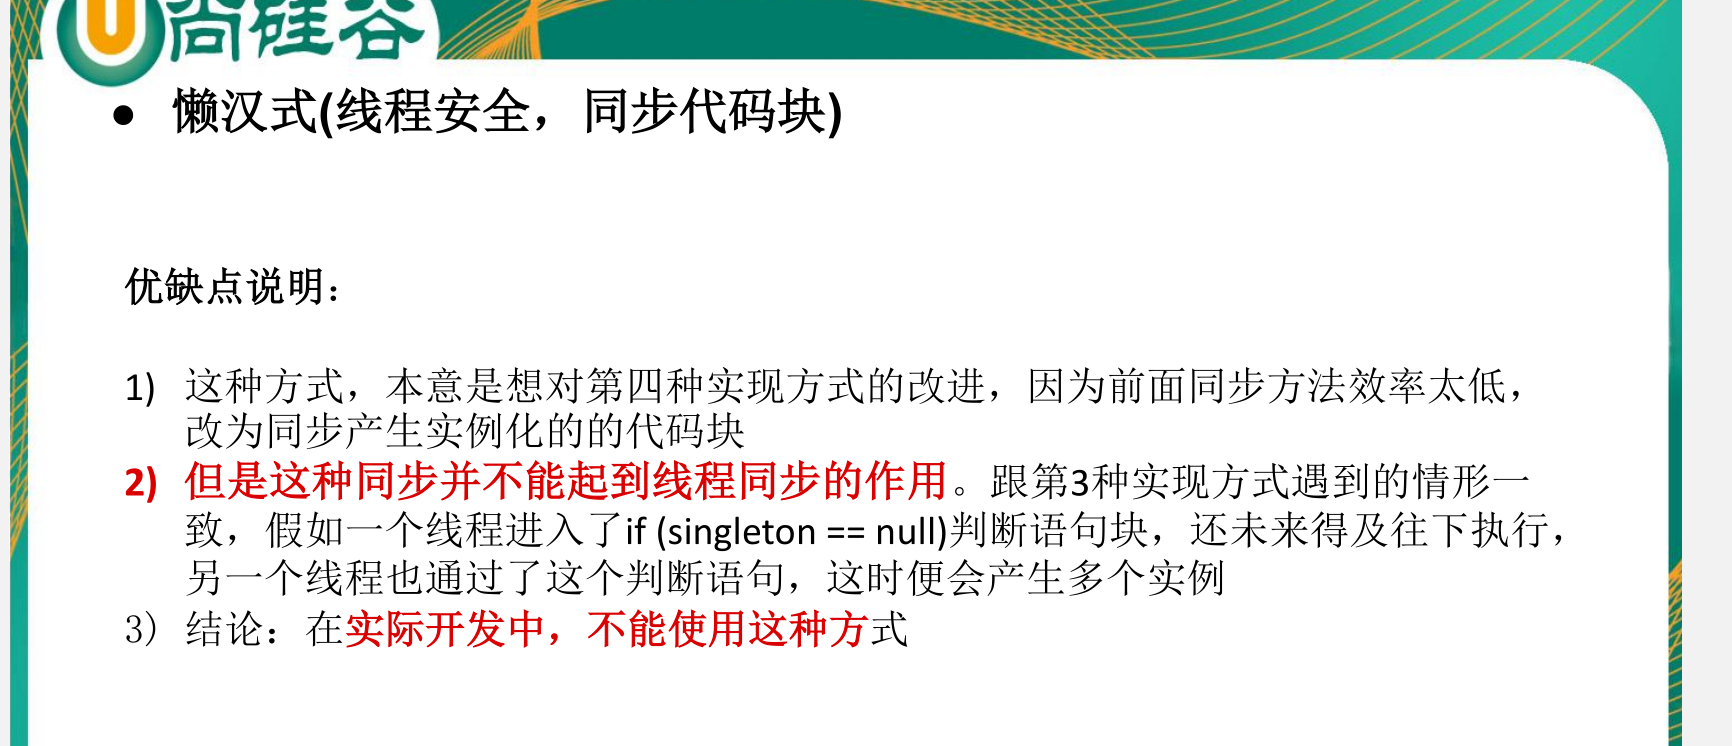 尚硅谷
● 懒汉式(线程安全，同步代码块)
优缺点说明：
1) 这种方式，本意是想对第四种实现方式的改进，因为前面同步方法效率太低，
改为同步产生实例化的的代码块
2) 但是这种同步并不能起到线程同步的作用。跟第3种实现方式遇到的情形一
致，假如一个线程进入了if (singleton == null)判断语句块，还未来得及往下执行，
另一个线程也通过了这个判断语句，这时便会产生多个实例
3) 结论：在实际开发中，不能使用这种方式